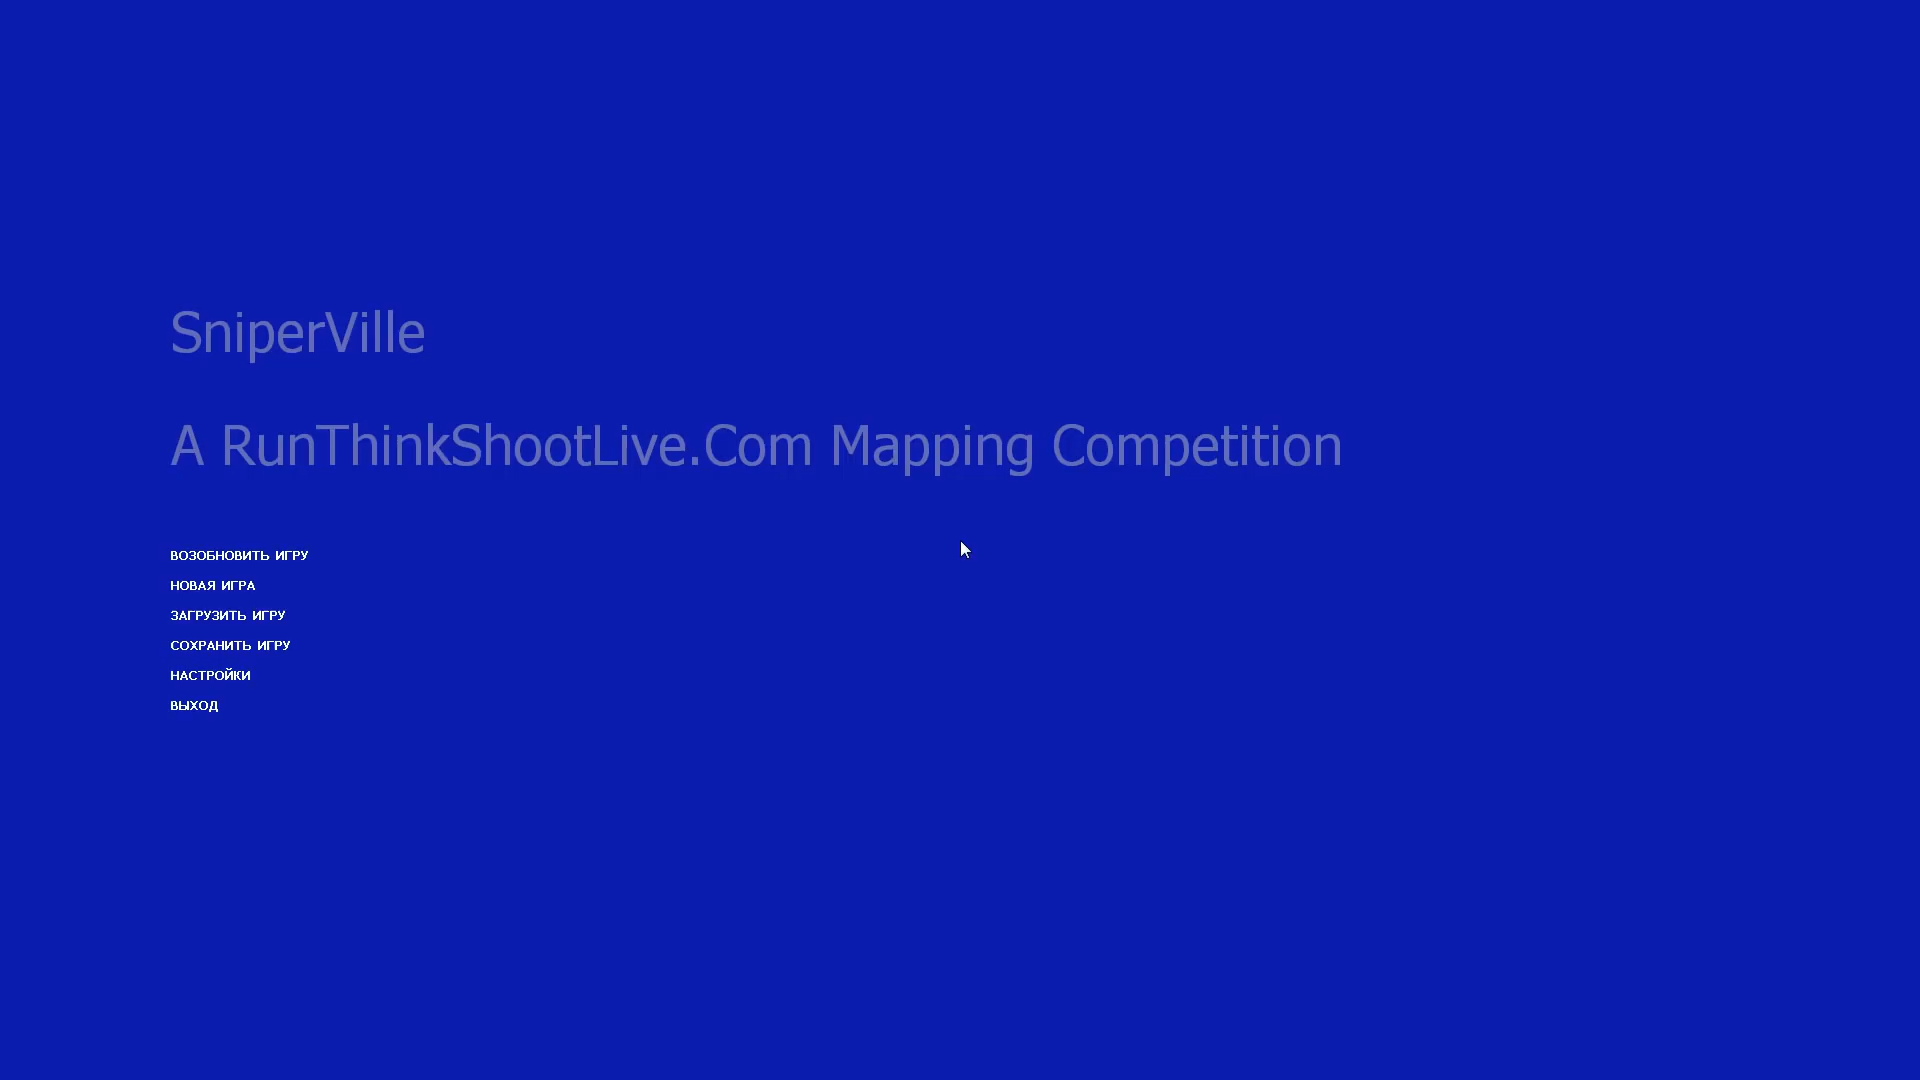 SniperVille
A RunThinkShootLive.Com Mapping Competition
ВОЗОБНОВИТЬ ИГРУ
НОВАЯ ИГРА
ЗАГРУЗИТЬ ИГРУ
СОХРАНИТЬ ИГРУ
НАСТРОЙКИ
ВЫХОД